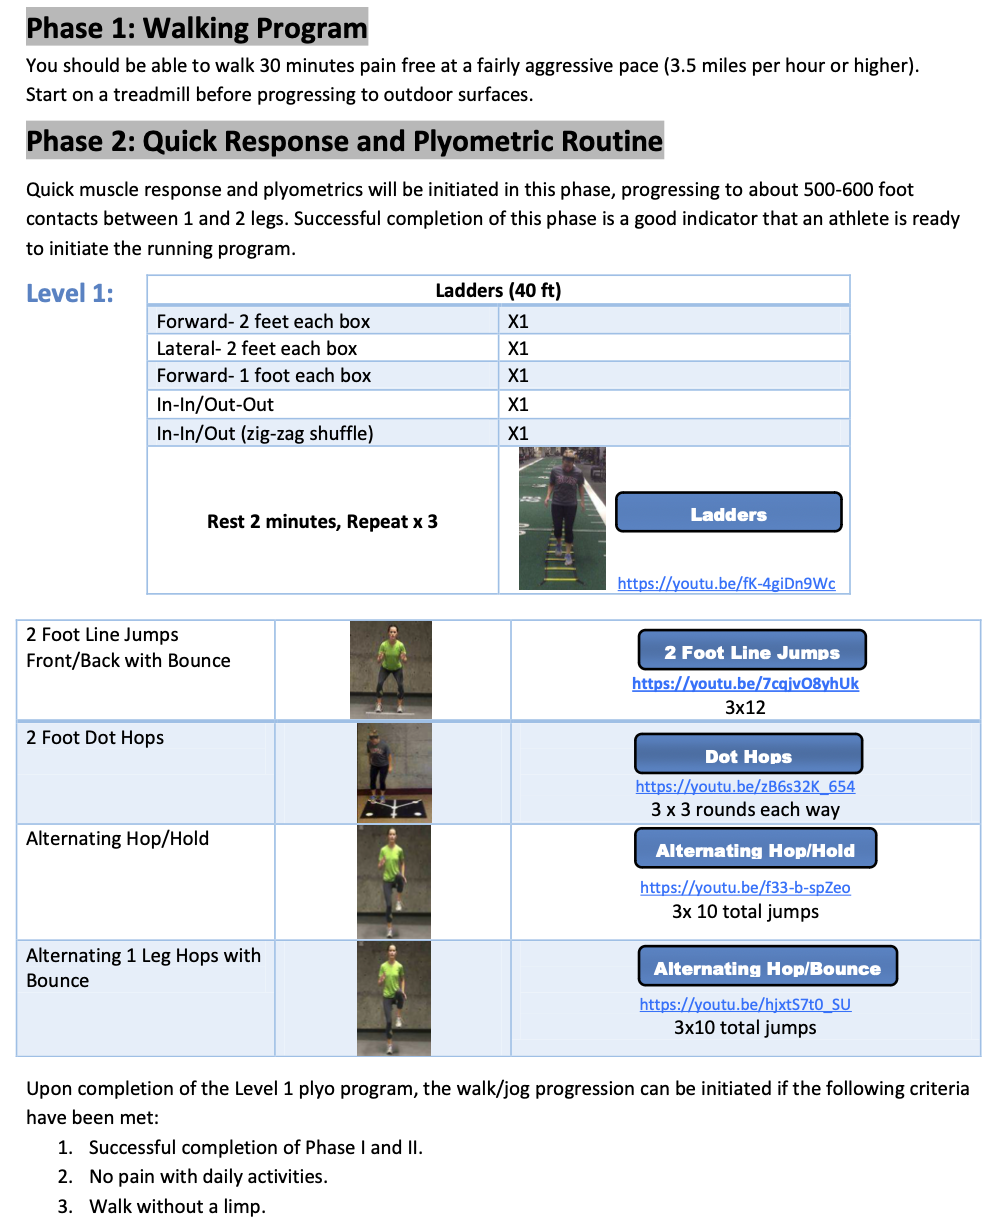 Phase 1: Walking Program
You should be able to walk 30 minutes pain free at a fairly aggressive pace (3.5 miles per hour or higher).
Start on a treadmill before progressing to outdoor surfaces.
Phase 2: Quick Response and Plyometric Routine
Quick muscle response and plyometrics will be initiated in this phase, progressing to about 500-600 foot
contacts between 1 and 2 legs. Successful completion of this phase is a good indicator that an athlete is ready
to initiate the running program.
Level 1:
Ladders (40 ft)
Forward- 2 feet each box X1
Lateral- 2 feet each box X1
Forward- 1 foot each box X1
In-In/Out-Out X1
In-In/Out (zig-zag shuffle) X1
Rest 2 minutes, Repeat x 3
Ladders
https://youtu.be/fK-4giDn9Wc
2 Foot Line Jumps
Front/Back with Bounce
2 Foot Line Jumps
https://youtu.be/7cqjvO8yhUk
3x12
2 Foot Dot Hops
Dot Hops
https://youtu.be/zB6s32K_654
3 x 3 rounds each way
Alternating Hop/Hold
Alternating Hop/Hold
https://youtu.be/f33-b-spZeo
3x 10 total jumps
Alternating 1 Leg Hops with
Bounce
Alternating Hop/Bounce
https://youtu.be/hjxtS7t0_SU
3x10 total jumps
Upon completion of the Level 1 plyo program, the walk/jog progression can be initiated if the following criteria
have been met:
1. Successful completion of Phase I and II.
2. No pain with daily activities.
3. Walk without a limp.